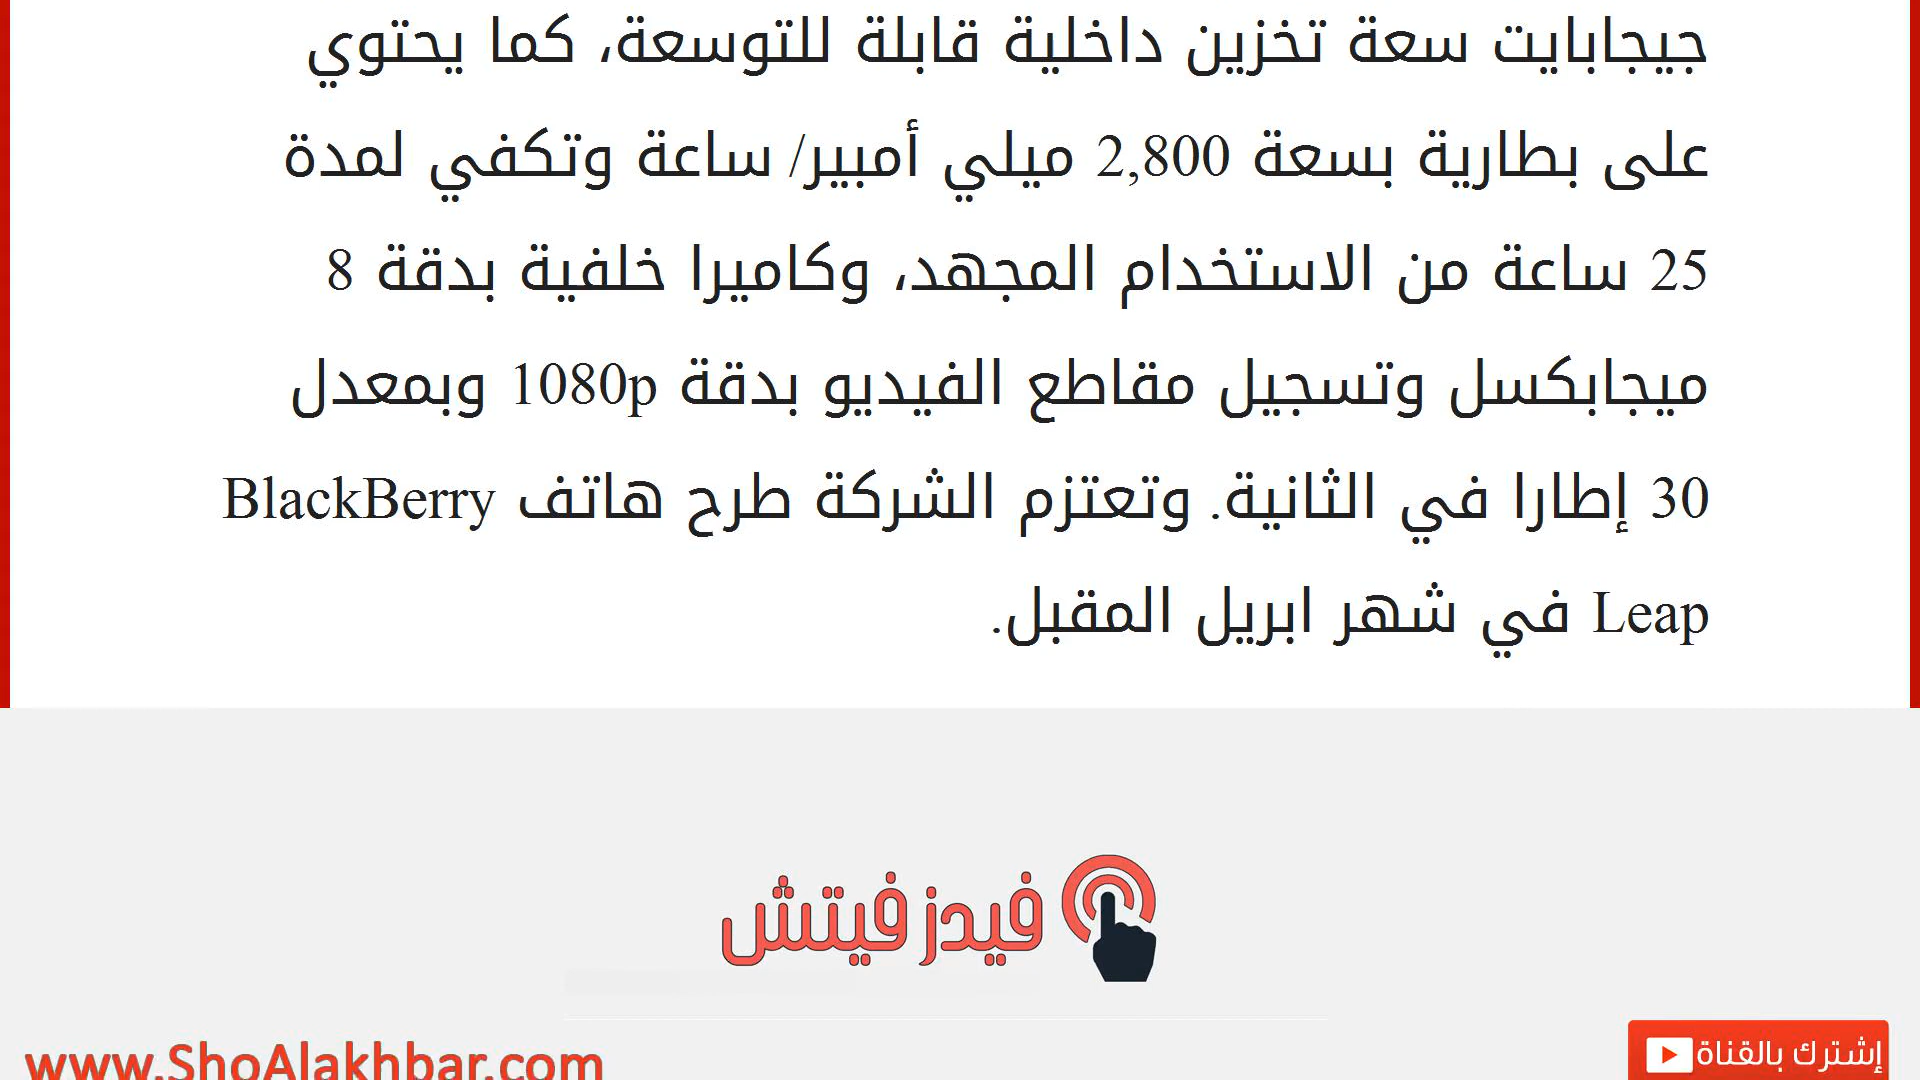 جيجابايت سعة تخزين داخلية قابلة للتوسعة، كما يحتوي
على بطارية بسعة 2,800 ميلي أمبير/ ساعة وتكفي لمدة
25 ساعة من الاستخدام المجهد، وكاميرا خلفية بدقة 8
ميجابكسل وتسجيل مقاطع الفيديو بدقة 1080p وبمعدل
30 إطارا في الثانية. وتعتزم الشركة طرح هاتف BlackBerry
Leap في شهر ابريل المقبل.
فيدز فيتش
www.ShoAlakhbar.com
إشترك بالقناة